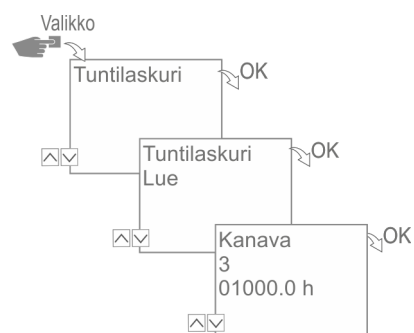 Valikko
Tuntilaskuri
OK
Tuntilaskuri
Lue
OK
Kanava
3
01000.0 h
OK